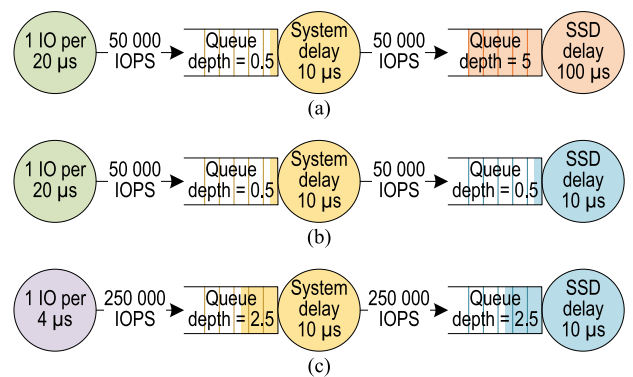 1 IO per
20 µs
50 000
IOPS
Queue
depth = 0.5
System
delay
10 µs
50 000
IOPS
Queue
depth = 5
SSD
delay
100 µs
(a)
1 IO per
20 µs
50 000
IOPS
Queue
depth = 0.5
System
delay
10 µs
50 000
IOPS
Queue
depth = 0.5
SSD
delay
10 µs
(b)
1 IO per
4 µs
250 000
IOPS
Queue
depth = 2.5
System
delay
10 µs
250 000
IOPS
Queue
depth = 2.5
SSD
delay
10 µs
(c)